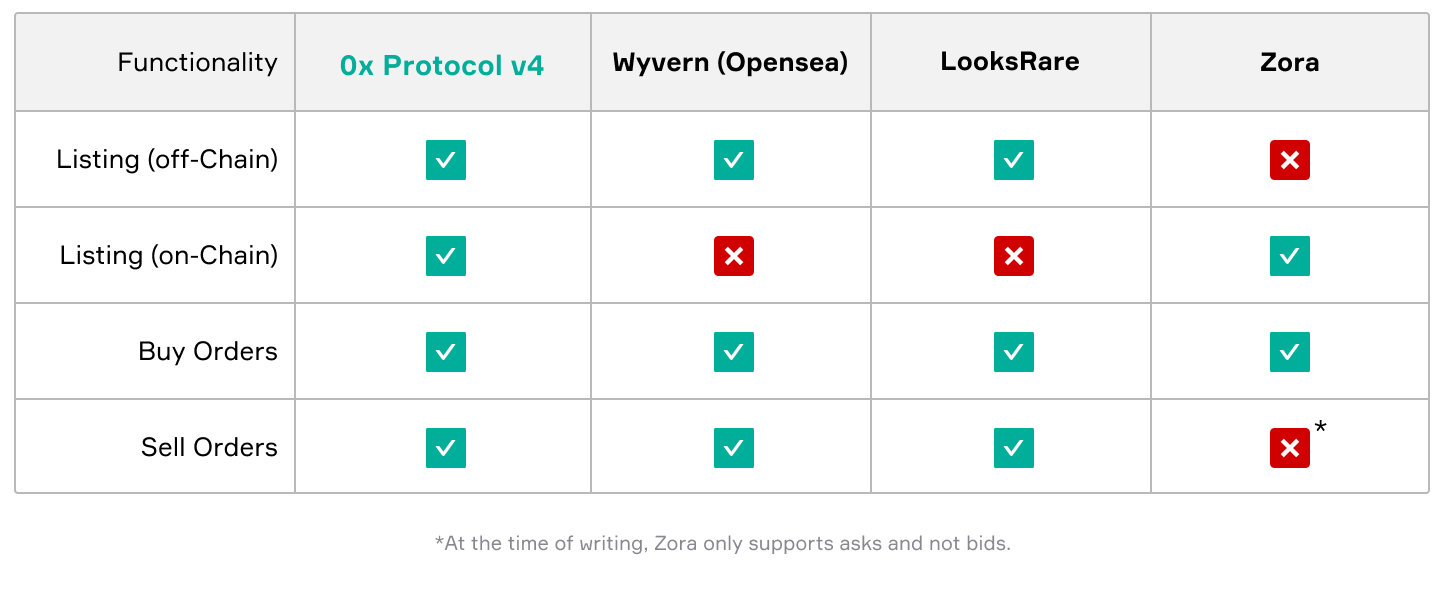 Functionality 0x Protocol v4 Wyvern (Opensea) LooksRare Zora
Listing (off-Chain)
Listing (on-Chain)
Buy Orders
Sell Orders *
*At the time of writing, Zora only supports asks and not bids.